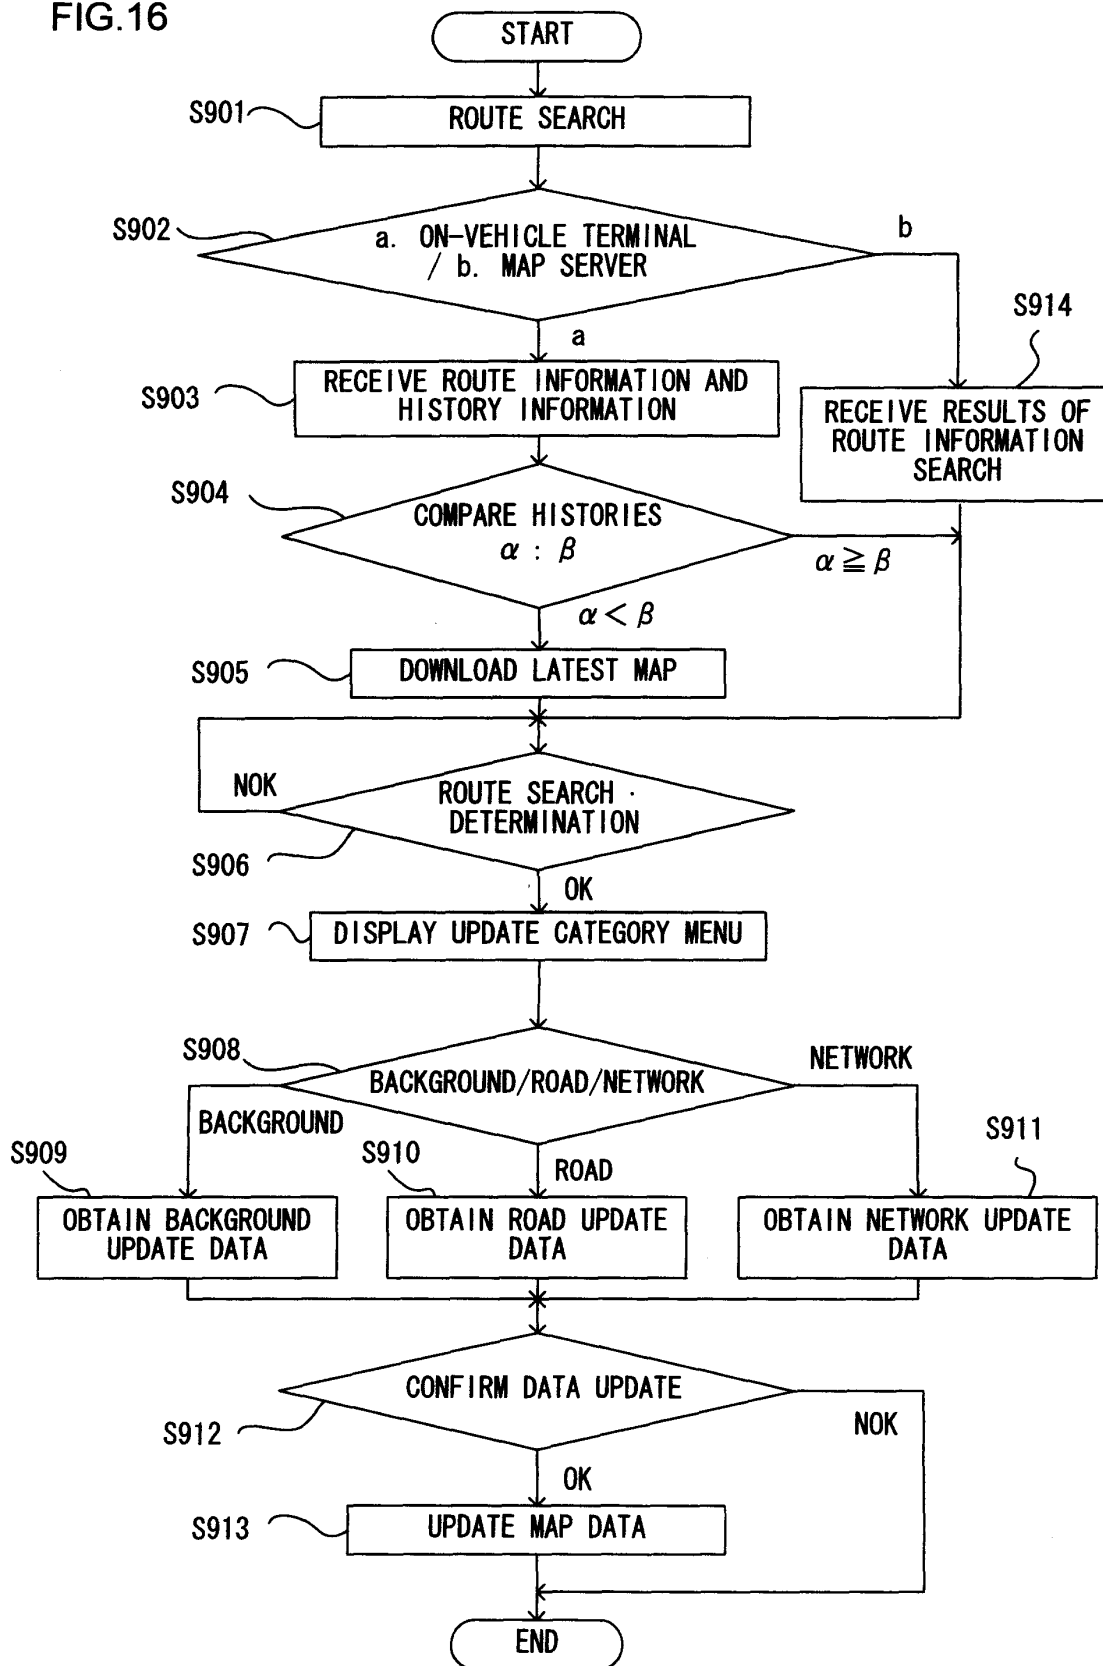 FIG.16
START
S901
ROUTE SEARCH
S902
a. ON-VEHICLE TERMINAL
/ b. MAP SERVER
b
a
S914
S903
RECEIVE ROUTE INFORMATION AND
HISTORY INFORMATION
RECEIVE RESULTS OF
ROUTE INFORMATION
SEARCH
S904
COMPARE HISTORIES
α : β
α ≧ β
α < β
S905
DOWNLOAD LATEST MAP
NOK
ROUTE SEARCH
DETERMINATION
S906
OK
S907
DISPLAY UPDATE CATEGORY MENU
S908
BACKGROUND/ROAD/NETWORK
NETWORK
BACKGROUND
ROAD
S909
S910
S911
OBTAIN BACKGROUND
UPDATE DATA
OBTAIN ROAD UPDATE
DATA
OBTAIN NETWORK UPDATE
DATA
CONFIRM DATA UPDATE
S912
NOK
OK
S913
UPDATE MAP DATA
END